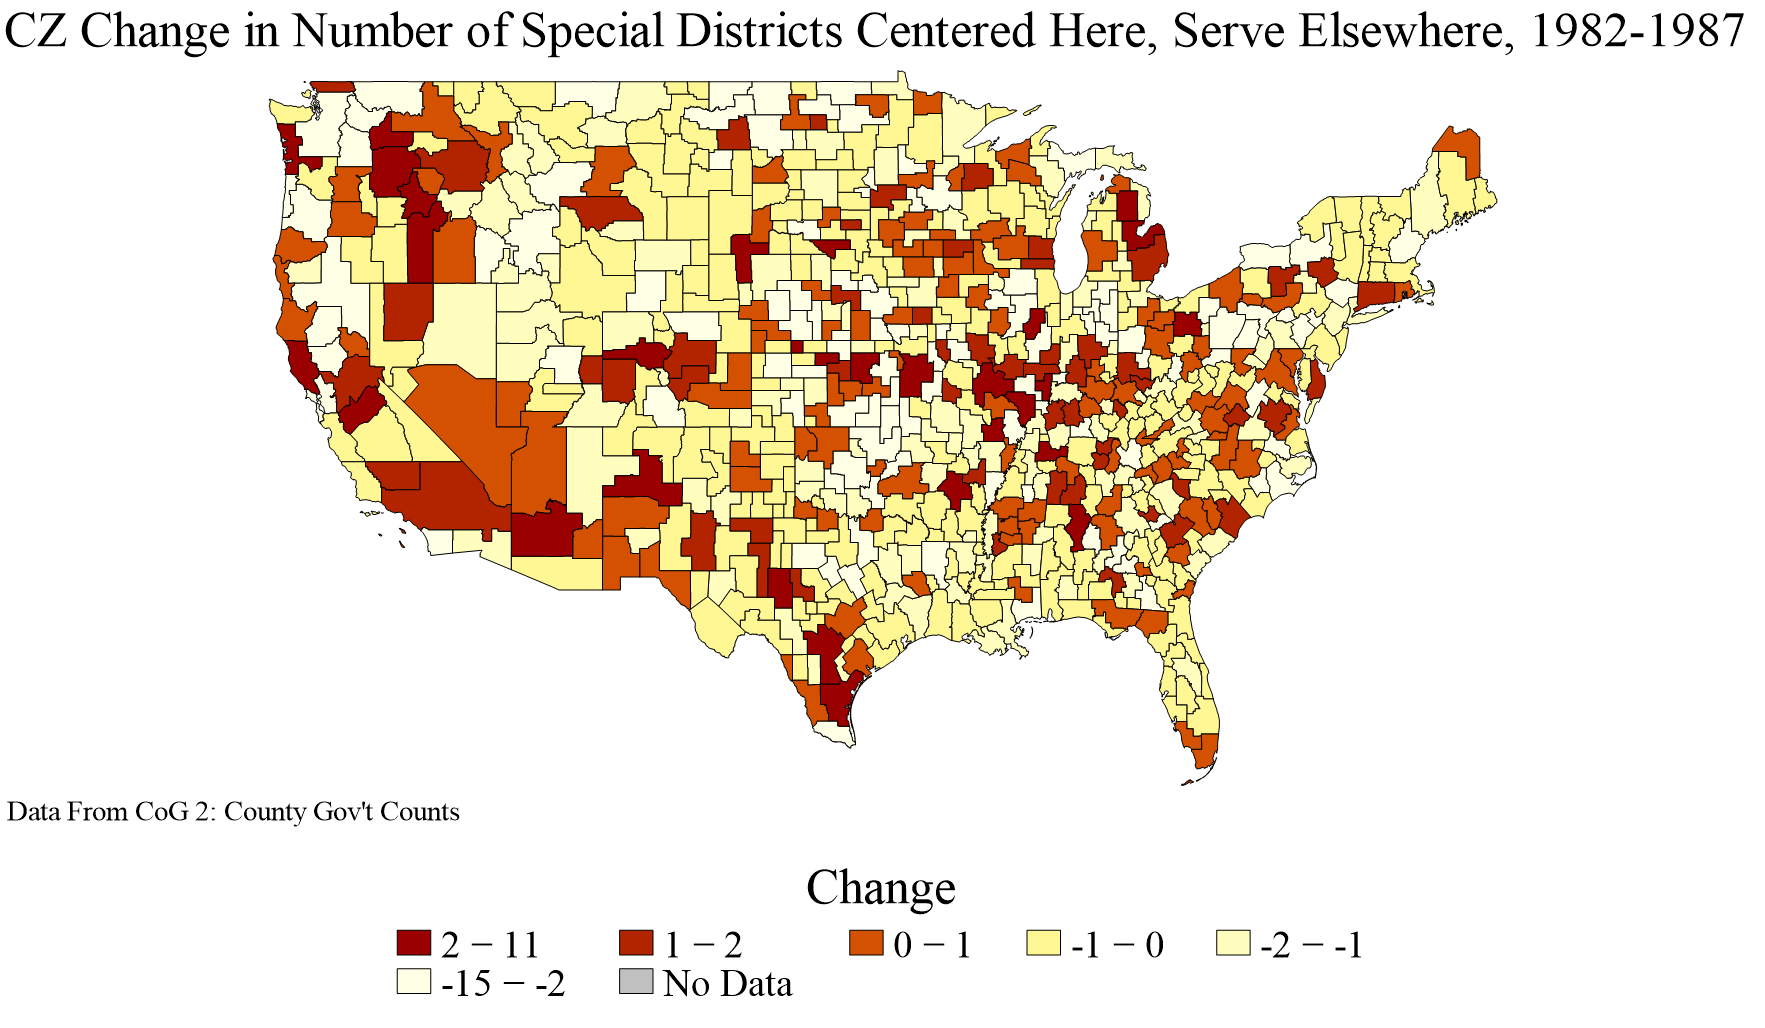 CZ Change in Number of Special Districts Centered Here, Serve Elsewhere, 1982-1987
Data From CoG 2: County Gov't Counts
Change
2 − 11
1 − 2
0 − 1
-1 − 0
-2 − -1
-15 − -2
No Data